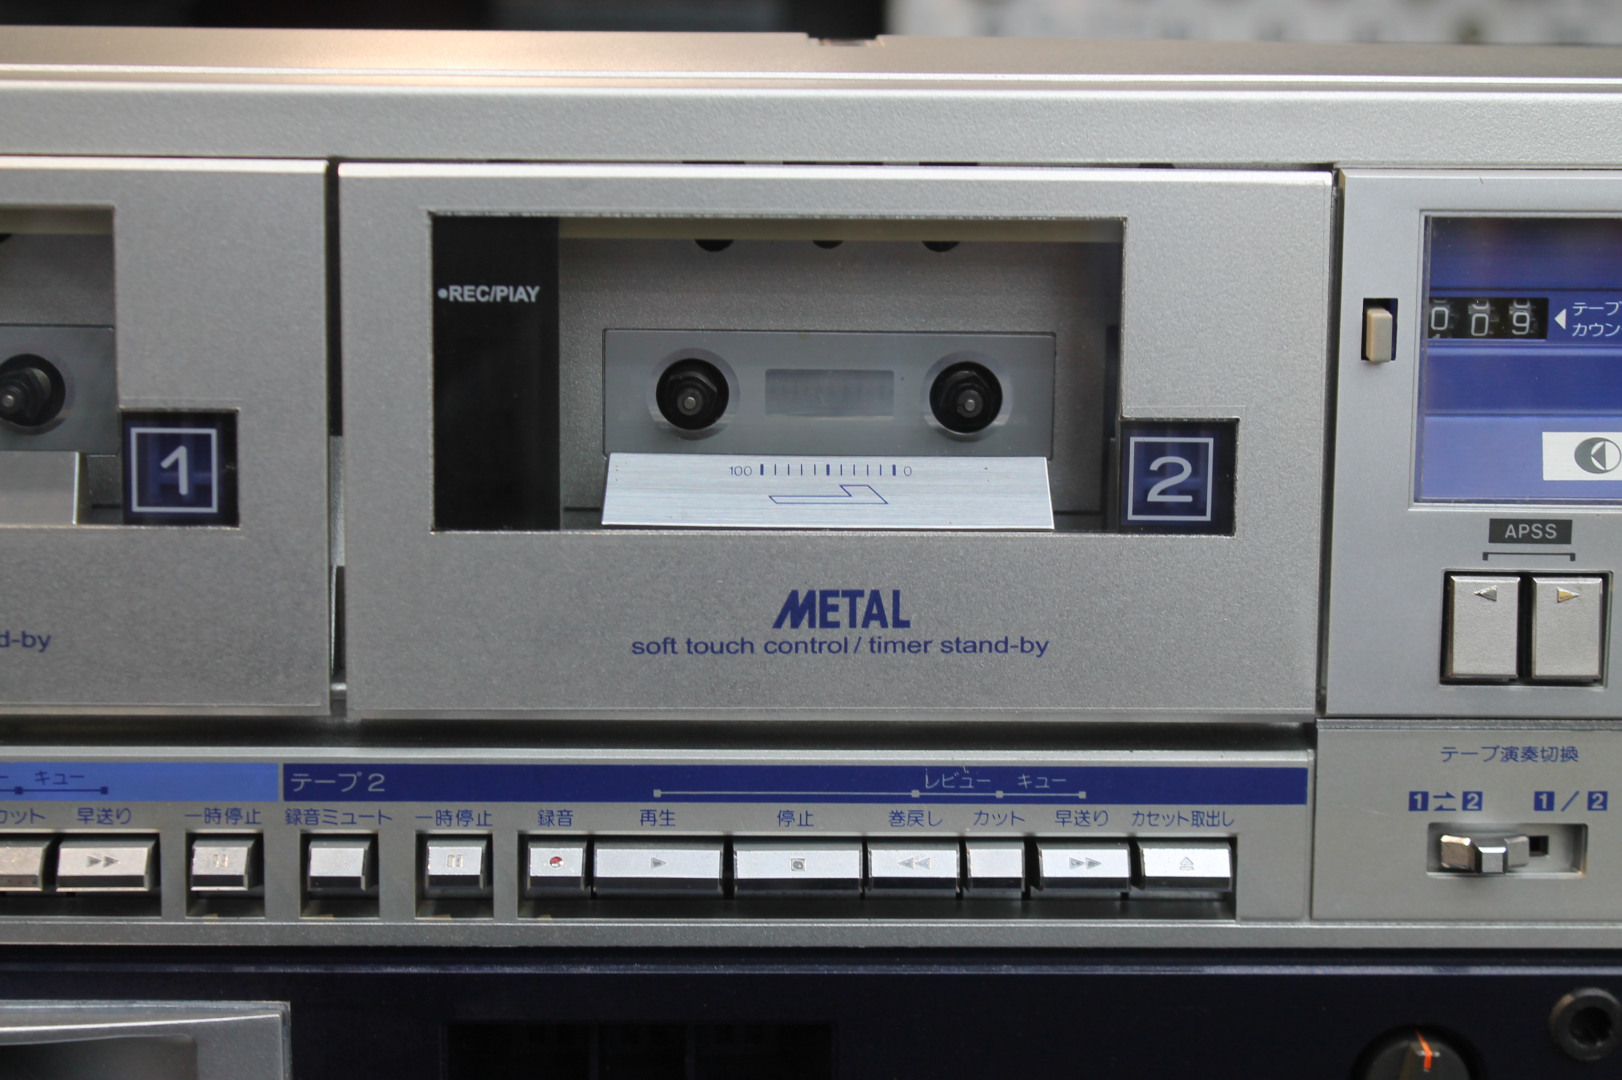 •REC/PlAY
1
100 0
2
METAL
soft touch control / timer stand-by
d-by
009
テープ
カウン
APSS
テープ演奏切換
1⇄2 1/2
キュー
テープ2
レビュー キュー
カット 早送り 一時停止 録音ミュート 一時停止 録音 再生 停止 巻戻し カット 早送り カセット取出し